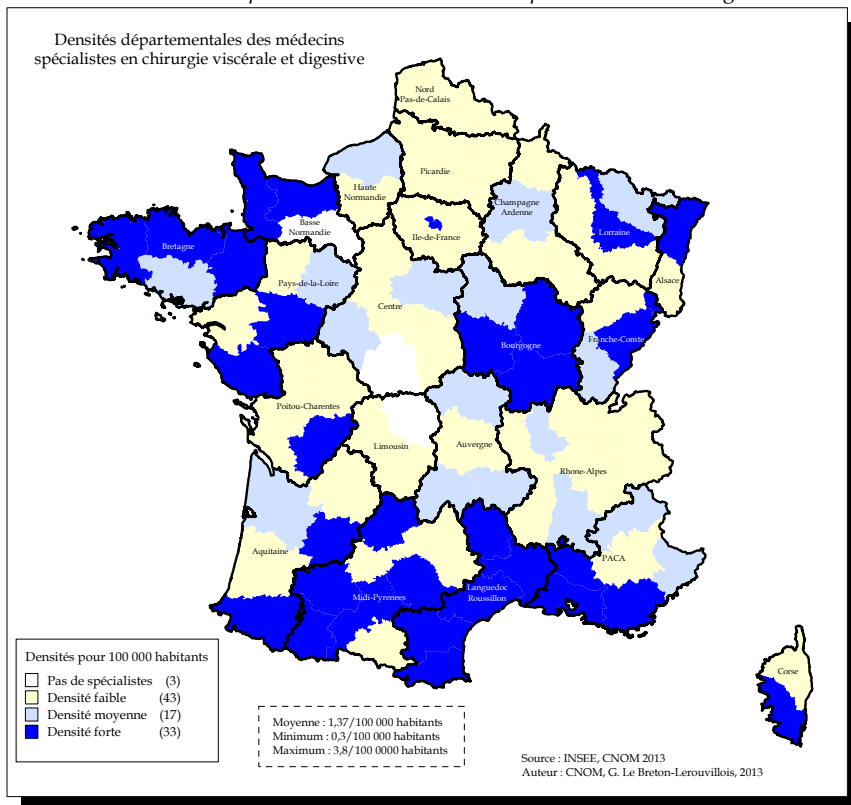 Densités départementales des médecins
spécialistes en chirurgie viscérale et digestive
Nord
Pas-de-Calais
Picardie
Haute
Normandie
Champagne
Ardenne
Basse
Normandie
Ile-de-France
Lorraine
Bretagne
Alsace
Pays-de-la-Loire
Centre
Bourgogne
Franche-Comte
Poitou-Charentes
Limousin
Auvergne
Rhone-Alpes
Aquitaine
PACA
Midi-Pyrenees
Languedoc
Roussillon
Corse
Densités pour 100 000 habitants
Pas de spécialistes (3)
Densité faible (43)
Densité moyenne (17)
Densité forte (33)
Moyenne : 1,37/100 000 habitants
Minimum : 0,3/100 000 habitants
Maximum : 3,8/100 0000 habitants
Source : INSEE, CNOM 2013
Auteur : CNOM, G. Le Breton-Lerouvillois, 2013